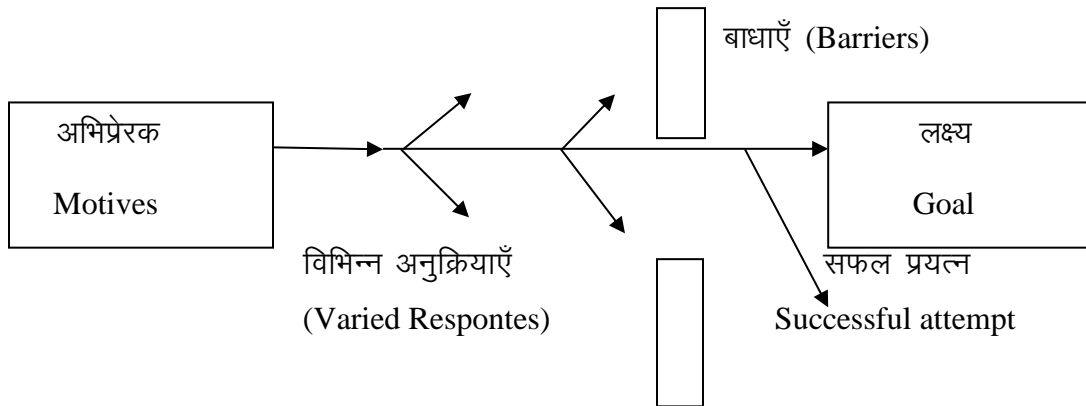 बाधाएँ (Barriers)
अभिप्रेरक
Motives
लक्ष्य
Goal
विभिन्न अनुक्रियाएँ
(Varied Respontes)
सफल प्रयत्न
Successful attempt